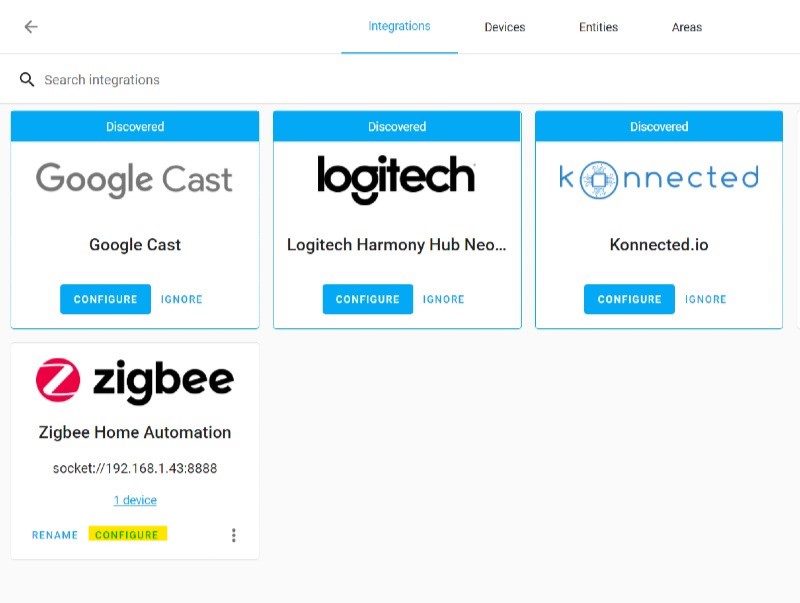 Integrations
Devices
Entities
Areas
Search integrations
Discovered
Google Cast
Google Cast
CONFIGURE
IGNORE
Discovered
logitech
Logitech Harmony Hub Neo...
CONFIGURE
IGNORE
Discovered
konnected
Konnected.io
CONFIGURE
IGNORE
zigbee
Zigbee Home Automation
socket://192.168.1.43:8888
1 device
RENAME
CONFIGURE